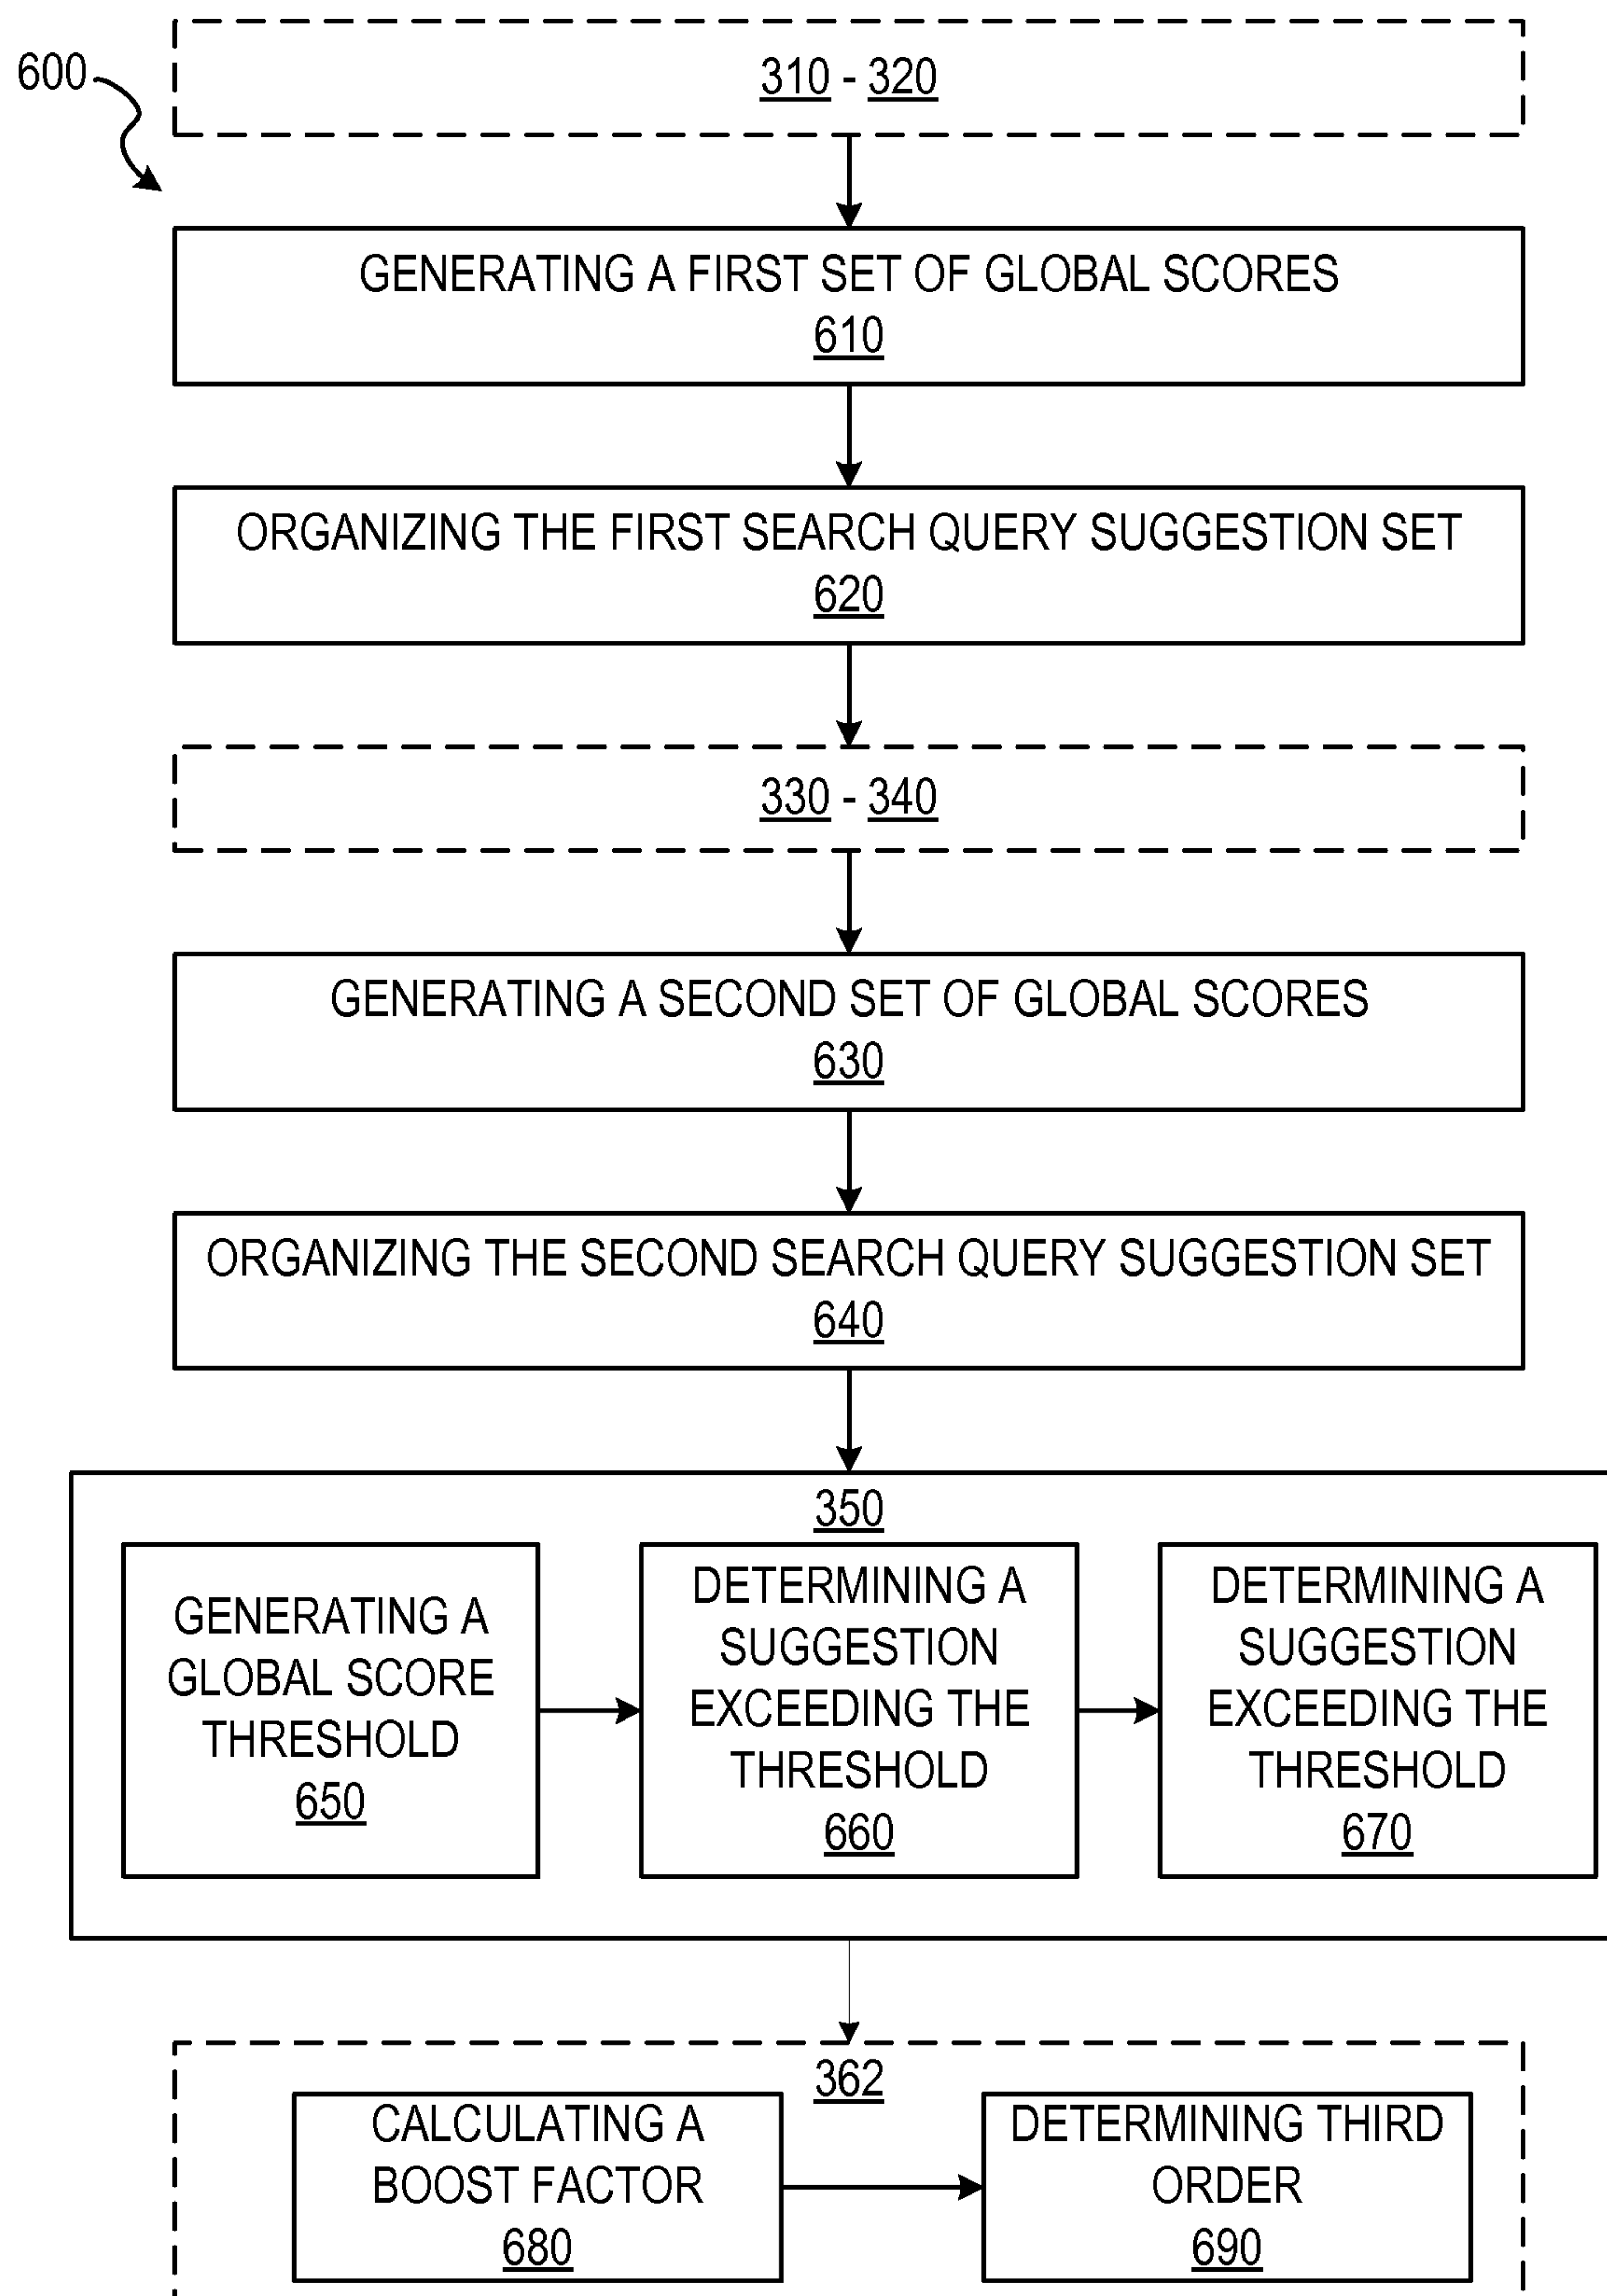 600
310 - 320
GENERATING A FIRST SET OF GLOBAL SCORES
610
ORGANIZING THE FIRST SEARCH QUERY SUGGESTION SET
620
330 - 340
GENERATING A SECOND SET OF GLOBAL SCORES
630
ORGANIZING THE SECOND SEARCH QUERY SUGGESTION SET
640
350
GENERATING A
GLOBAL SCORE
THRESHOLD
650
DETERMINING A
SUGGESTION
EXCEEDING THE
THRESHOLD
660
DETERMINING A
SUGGESTION
EXCEEDING THE
THRESHOLD
670
362
CALCULATING A
BOOST FACTOR
680
DETERMINING THIRD
ORDER
690